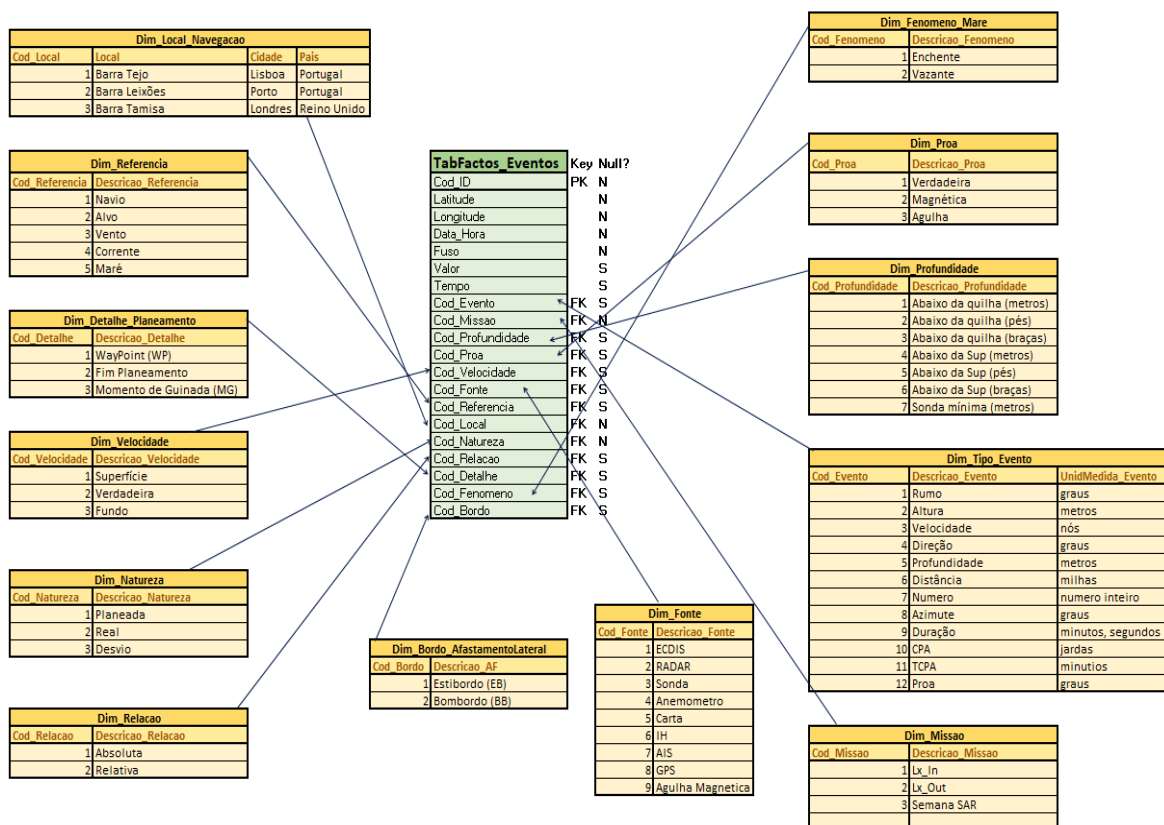 Dim_Local_Navegacao
Cod_Local Local Cidade Pais
1 Barra Tejo Lisboa Portugal
2 Barra Leixões Porto Portugal
3 Barra Tamisa Londres Reino Unido
Dim_Referencia
Cod_Referencia Descricao_Referencia
1 Navio
2 Alvo
3 Vento
4 Corrente
5 Maré
Dim_Detalhe_Planeamento
Cod_Detalhe Descricao_Detalhe
1 WayPoint (WP)
2 Fim Planeamento
3 Momento de Guinada (MG)
Dim_Velocidade
Cod_Velocidade Descricao_Velocidade
1 Superfície
2 Verdadeira
3 Fundo
Dim_Natureza
Cod_Natureza Descricao_Natureza
1 Planeada
2 Real
3 Desvio
Dim_Relacao
Cod_Relacao Descricao_Relacao
1 Absoluta
2 Relativa
TabFactos_Eventos Key Null?
Cod_ID PK N
Latitude N
Longitude N
Data_Hora N
Fuso N
Valor S
Tempo S
Cod_Evento FK S
Cod_Missao FK N
Cod_Profundidade FK S
Cod_Proa FK S
Cod_Velocidade FK S
Cod_Fonte FK S
Cod_Referencia FK S
Cod_Local FK N
Cod_Natureza FK N
Cod_Relacao FK S
Cod_Detalhe FK S
Cod_Fenomeno FK S
Cod_Bordo FK S
Dim_Bordo_AfastamentoLateral
Cod_Bordo Descricao_AF
1 Estibordo (EB)
2 Bombordo (BB)
Dim_Fonte
Cod_Fonte Descricao_Fonte
1 ECDIS
2 RADAR
3 Sonda
4 Anemometro
5 Carta
6 IH
7 AIS
8 GPS
9 Agulha Magnetica
Dim_Fenomeno_Mare
Cod_Fenomeno Descricao_Fenomeno
1 Enchente
2 Vazante
Dim_Proa
Cod_Proa Descricao_Proa
1 Verdadeira
2 Magnética
3 Agulha
Dim_Profundidade
Cod_Profundidade Descricao_Profundidade
1 Abaixo da quilha (metros)
2 Abaixo da quilha (pés)
3 Abaixo da quilha (braças)
4 Abaixo da Sup (metros)
5 Abaixo da Sup (pés)
6 Abaixo da Sup (braças)
7 Sonda mínima (metros)
Dim_Tipo_Evento
Cod_Evento Descricao_Evento UnidMedida_Evento
1 Rumo graus
2 Altura metros
3 Velocidade nós
4 Direção graus
5 Profundidade metros
6 Distância milhas
7 Numero numero inteiro
8 Azimute graus
9 Duração minutos, segundos
10 CPA jardas
11 TCPA minutios
12 Proa graus
Dim_Missao
Cod_Missao Descricao_Missao
1 Lx_In
2 Lx_Out
3 Semana SAR